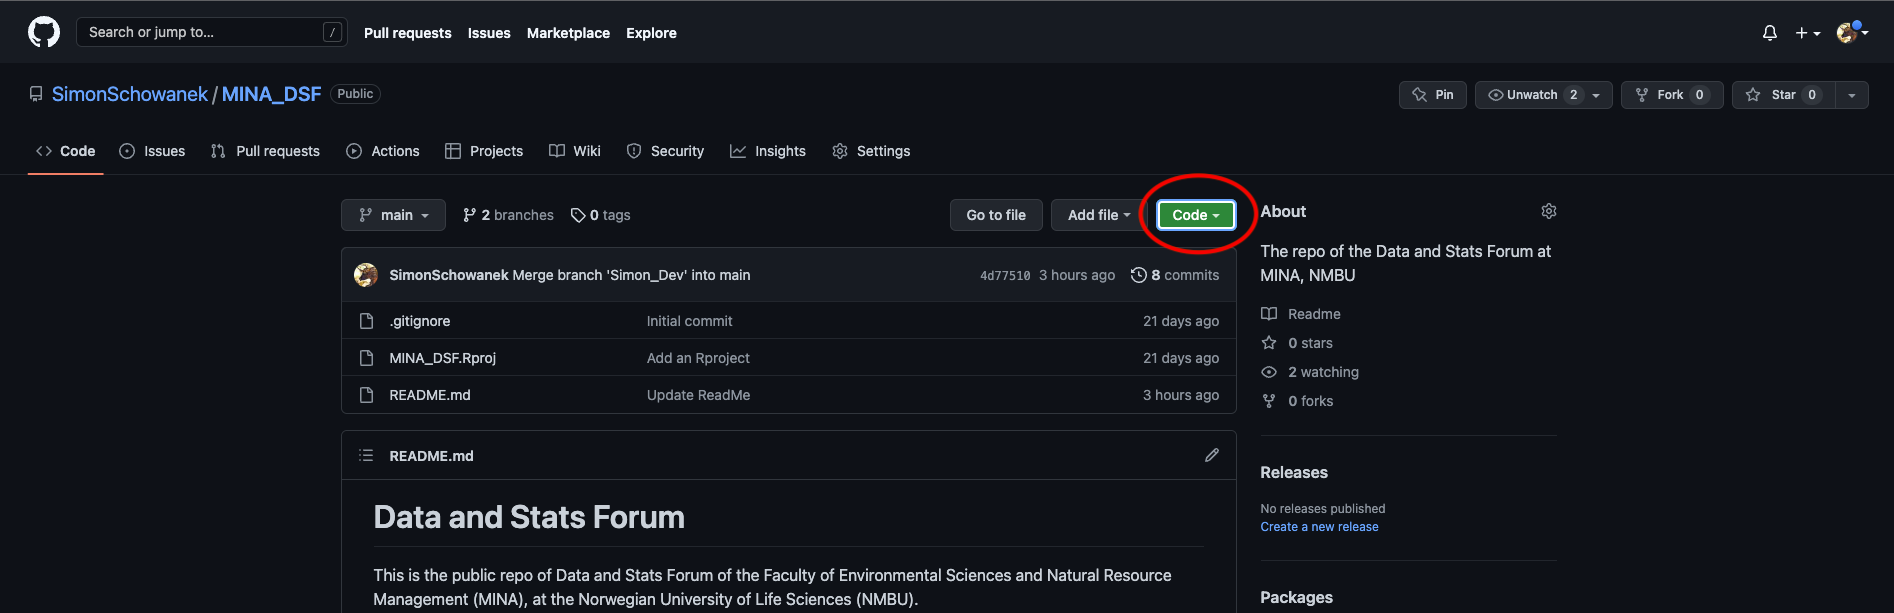 Search or jump to... / Pull requests Issues Marketplace Explore
SimonSchowanek / MINA_DSF Public Pin Unwatch 2 Fork 0 Star 0
Code Issues Pull requests Actions Projects Wiki Security Insights Settings
main 2 branches 0 tags Go to file Add file Code
SimonSchowanek Merge branch 'Simon_Dev' into main 4d77510 3 hours ago 8 commits
.gitignore Initial commit 21 days ago
MINA_DSF.Rproj Add an Rproject 21 days ago
README.md Update ReadMe 3 hours ago
README.md
Data and Stats Forum
This is the public repo of Data and Stats Forum of the Faculty of Environmental Sciences and Natural Resource
Management (MINA), at the Norwegian University of Life Sciences (NMBU).
About
The repo of the Data and Stats Forum at
MINA, NMBU
Readme
0 stars
2 watching
0 forks
Releases
No releases published
Create a new release
Packages